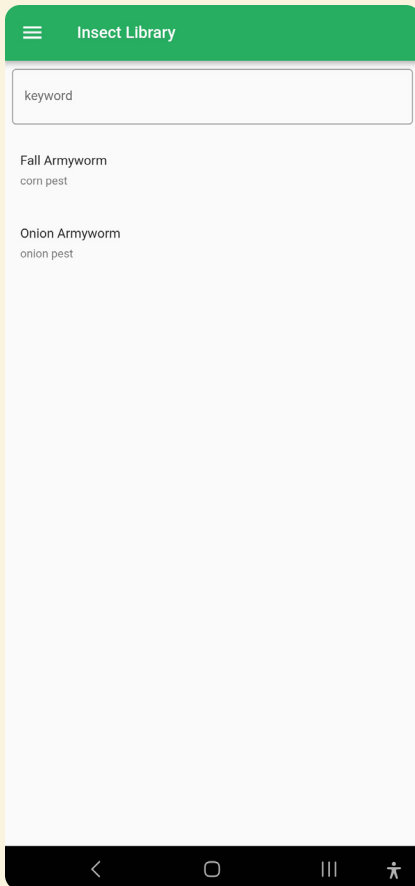 Insect Library
keyword
Fall Armyworm
corn pest
Onion Armyworm
onion pest